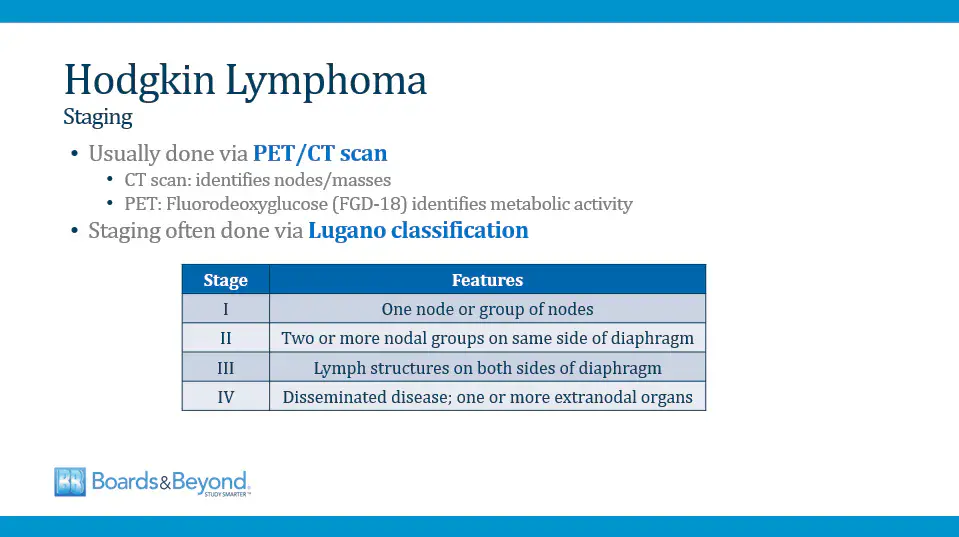 Hodgkin Lymphoma
Staging
• Usually done via PET/CT scan
• CT scan: identifies nodes/masses
• PET: Fluorodeoxyglucose (FGD-18) identifies metabolic activity
• Staging often done via Lugano classification
Stage Features
I One node or group of nodes
II Two or more nodal groups on same side of diaphragm
III Lymph structures on both sides of diaphragm
IV Disseminated disease; one or more extranodal organs
BB Boards&Beyond.
STUDY SMARTER™